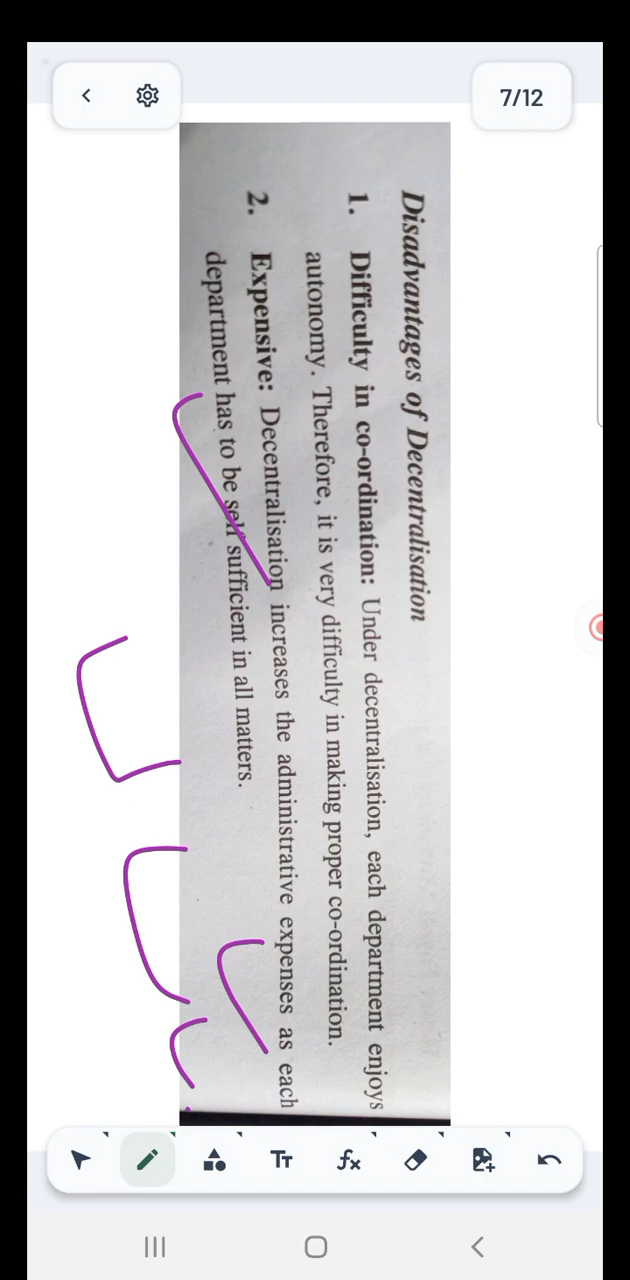 7/12
Disadvantages of Decentralisation
1. Difficulty in co-ordination: Under decentralisation, each department enjoys
autonomy. Therefore, it is very difficulty in making proper co-ordination.
2. Expensive: Decentralisation increases the administrative expenses as each
department has to be self sufficient in all matters.
Tт
fx